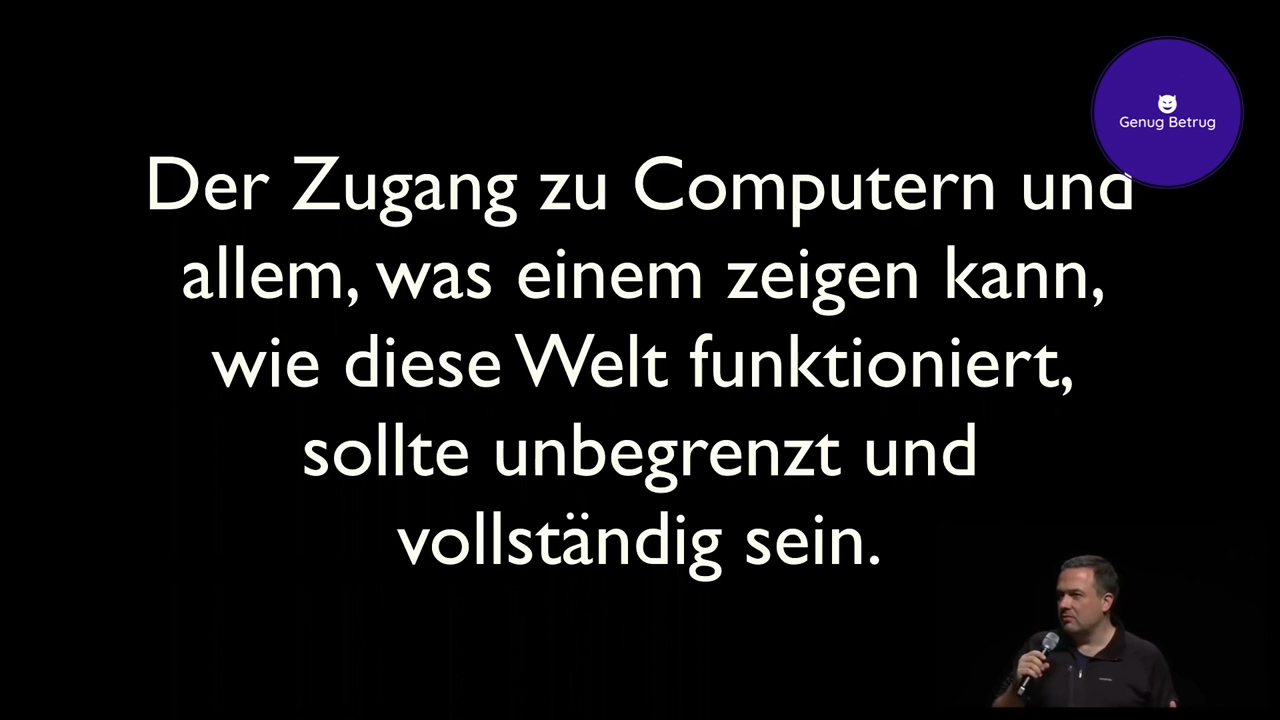 Genug Betrug
Der Zugang zu Computern und
allem, was einem zeigen kann,
wie diese Welt funktioniert,
sollte unbegrenzt und
vollständig sein.